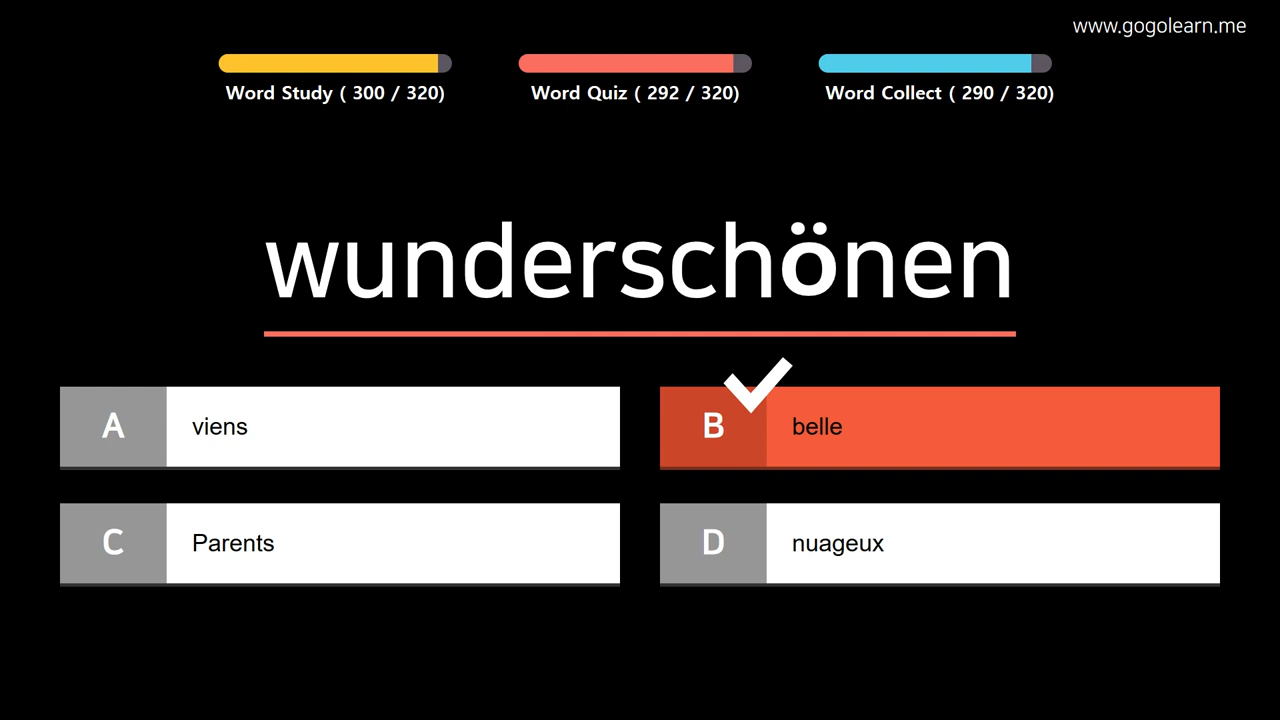 www.gogolearn.me
Word Study ( 300 / 320)
Word Quiz ( 292 / 320)
Word Collect ( 290 / 320)
wunderschönen
A viens
B belle
C Parents
D nuageux